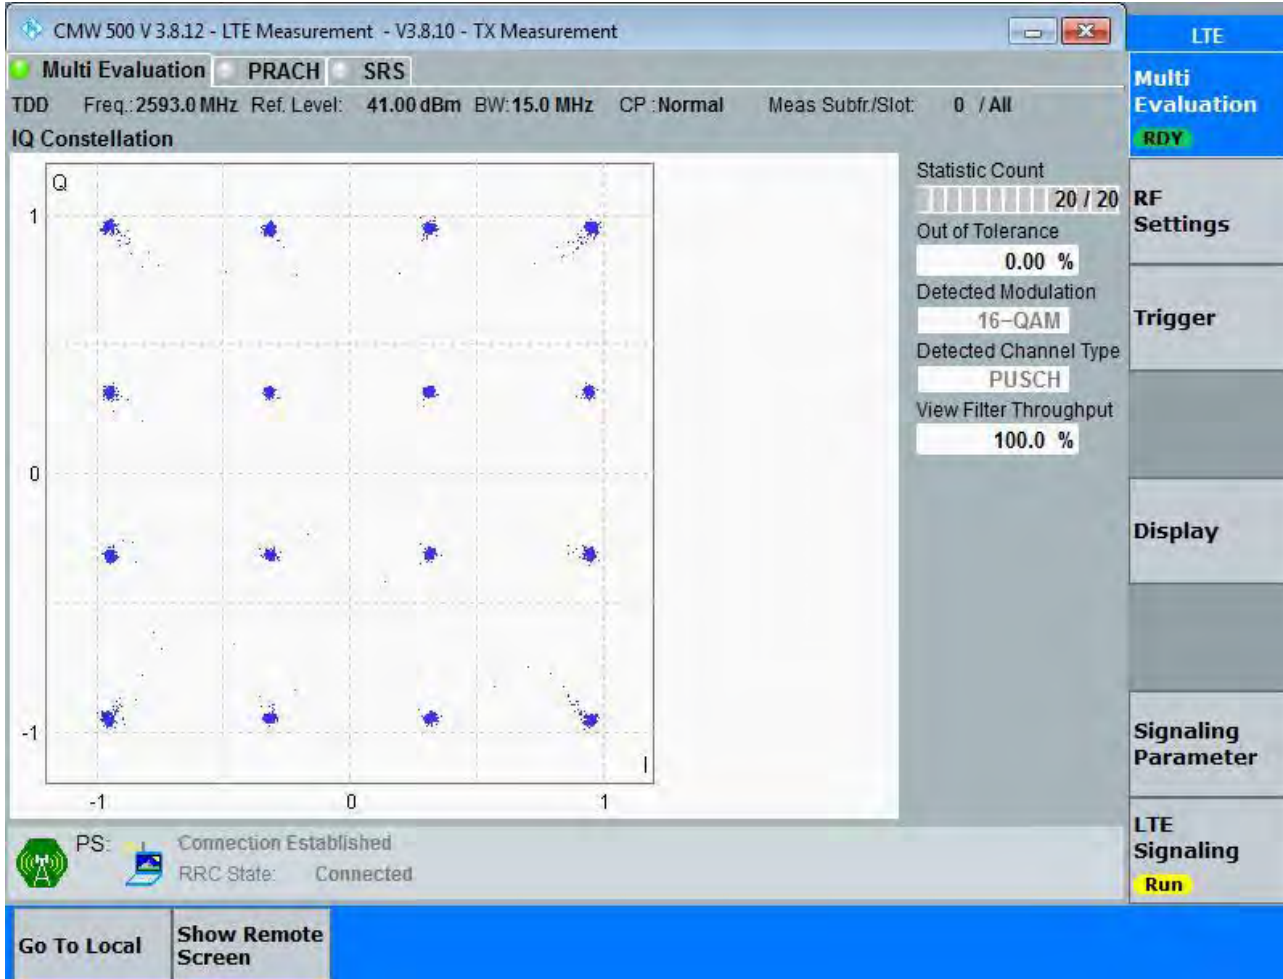 CMW 500 V 3.8.12 - LTE Measurement - V3.8.10 - TX Measurement
LTE
Multi Evaluation PRACH SRS
Multi
Evaluation
RDY
TDD Freq.: 2593.0 MHz Ref. Level: 41.00 dBm BW: 15.0 MHz CP : Normal Meas Subfr./Slot: 0 / All
IQ Constellation
Q
1
0
-1
I
-1 0 1
Statistic Count
20 / 20
Out of Tolerance
0.00 %
Detected Modulation
16-QAM
Detected Channel Type
PUSCH
View Filter Throughput
100.0 %
RF
Settings
Trigger
Display
Signaling
Parameter
LTE
Signaling
Run
PS: Connection Established
RRC State: Connected
Go To Local
Show Remote
Screen